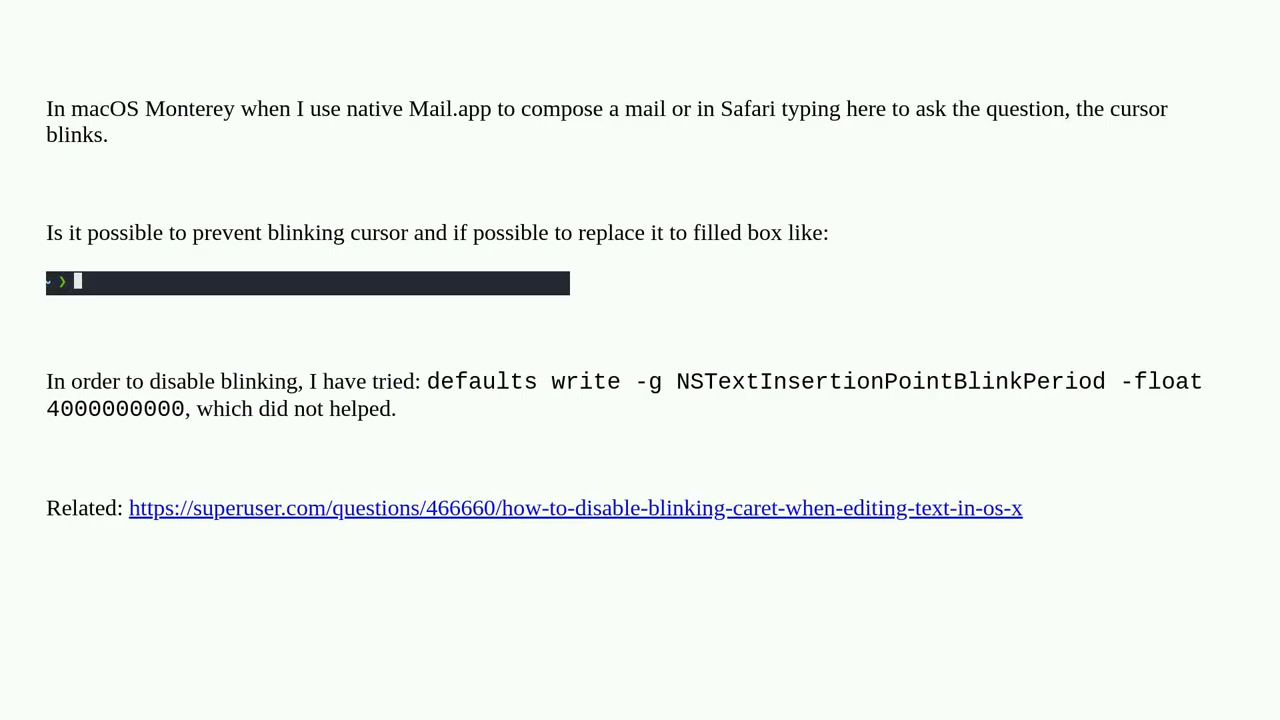 In macOS Monterey when I use native Mail.app to compose a mail or in Safari typing here to ask the question, the cursor
blinks.
Is it possible to prevent blinking cursor and if possible to replace it to filled box like:
~ ❯
In order to disable blinking, I have tried: defaults write -g NSTextInsertionPointBlinkPeriod -float
4000000000, which did not helped.
Related: https://superuser.com/questions/466660/how-to-disable-blinking-caret-when-editing-text-in-os-x